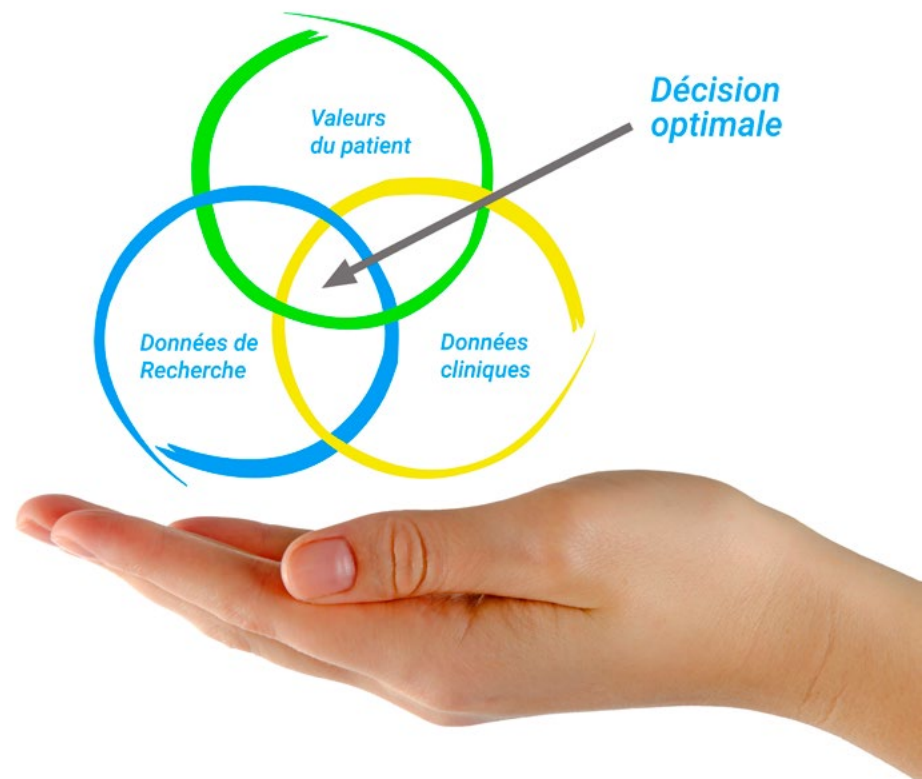 Valeurs
du patient
Décision
optimale
Données de
Recherche
Données
cliniques